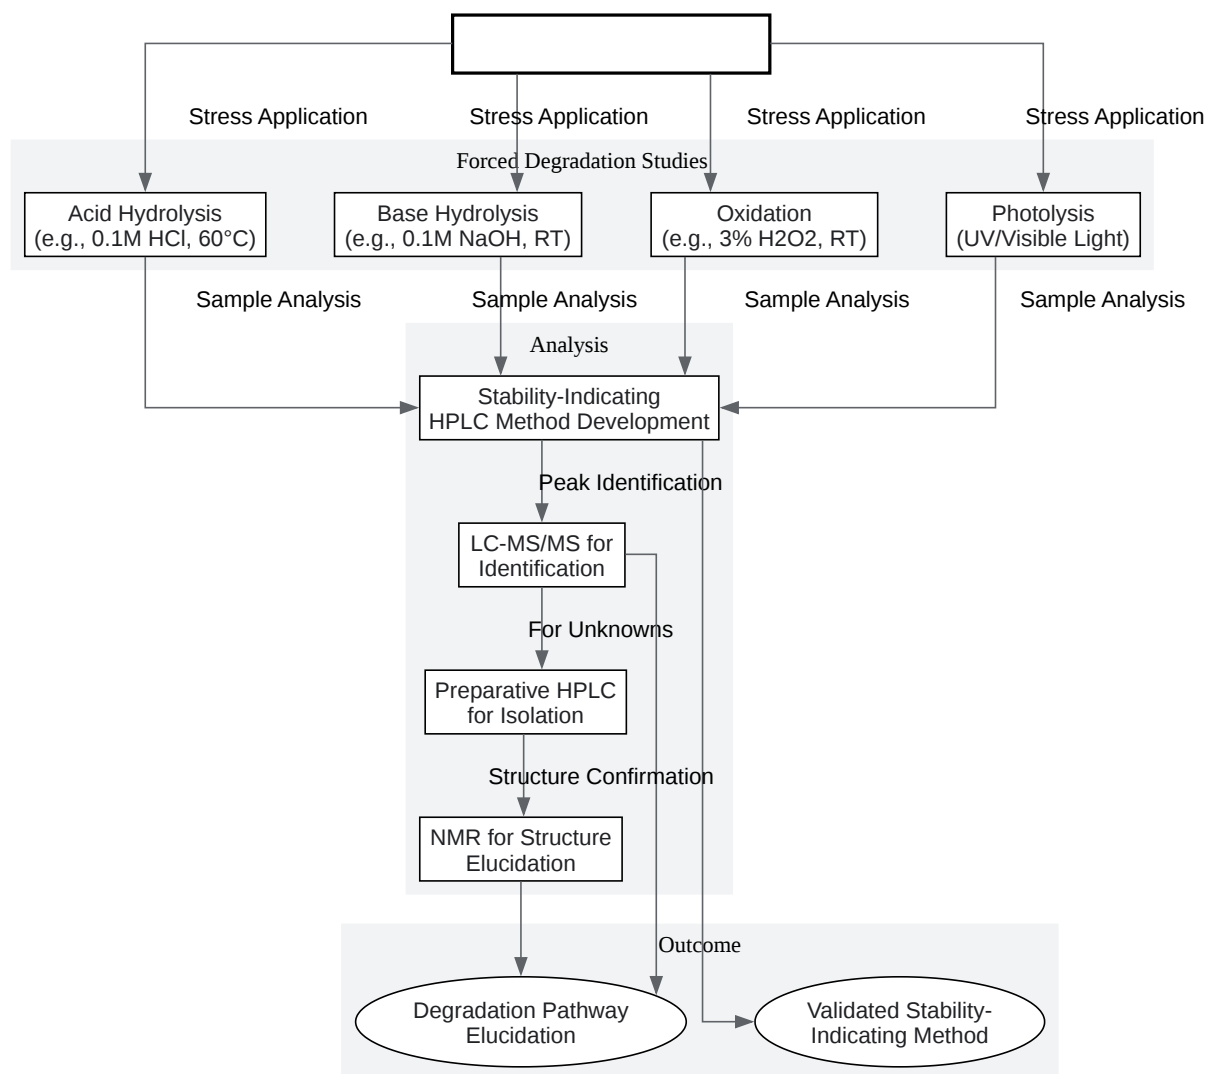 Stress Application
Stress Application
Stress Application
Stress Application
Forced Degradation Studies
Acid Hydrolysis
(e.g., 0.1M HCl, 60°C)
Base Hydrolysis
(e.g., 0.1M NaOH, RT)
Oxidation
(e.g., 3% H2O2, RT)
Photolysis
(UV/Visible Light)
Sample Analysis
Sample Analysis
Sample Analysis
Sample Analysis
Analysis
Stability-Indicating
HPLC Method Development
Peak Identification
LC-MS/MS for
Identification
For Unknowns
Preparative HPLC
for Isolation
Structure Confirmation
NMR for Structure
Elucidation
Outcome
Degradation Pathway
Elucidation
Validated Stability-
Indicating Method